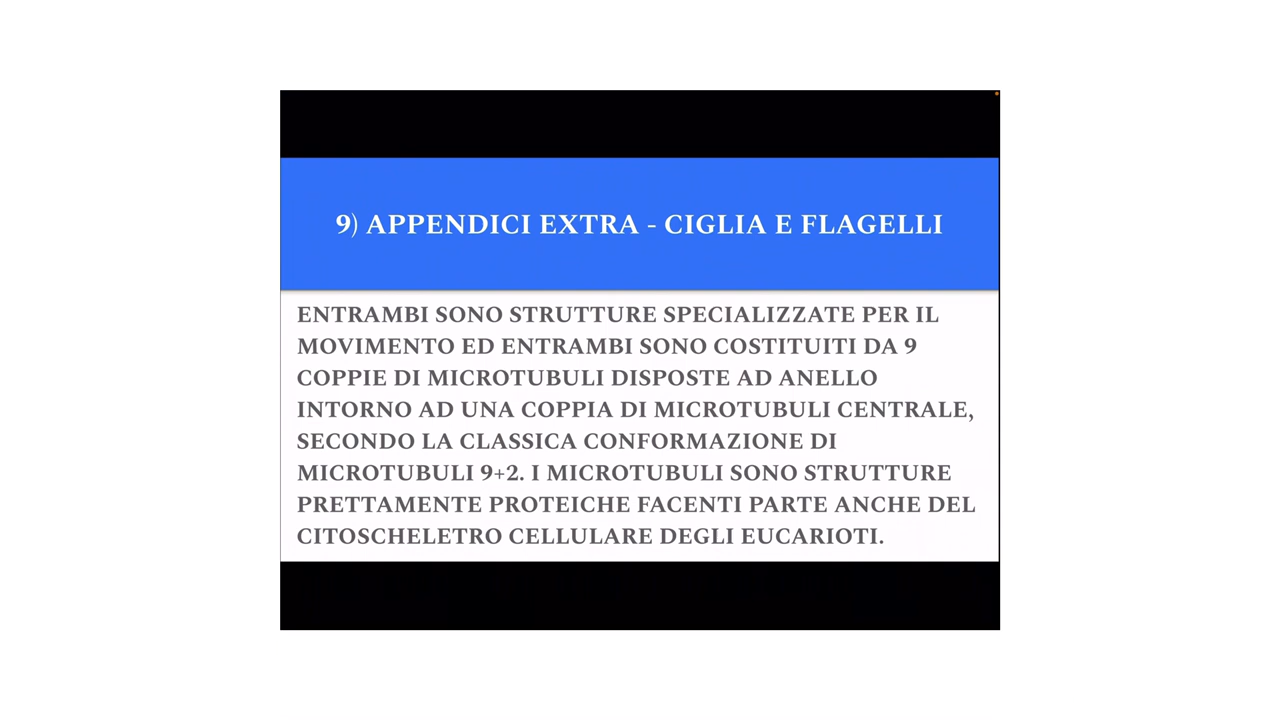 9) APPENDICI EXTRA - CIGLIA E FLAGELLI
ENTRAMBI SONO STRUTTURE SPECIALIZZATE PER IL
MOVIMENTO ED ENTRAMBI SONO COSTITUITI DA 9
COPPIE DI MICROTUBULI DISPOSTE AD ANELLO
INTORNO AD UNA COPPIA DI MICROTUBULI CENTRALE,
SECONDO LA CLASSICA CONFORMAZIONE DI
MICROTUBULI 9+2. I MICROTUBULI SONO STRUTTURE
PRETTAMENTE PROTEICHE FACENTI PARTE ANCHE DEL
CITOSCHELETRO CELLULARE DEGLI EUCARIOTI.